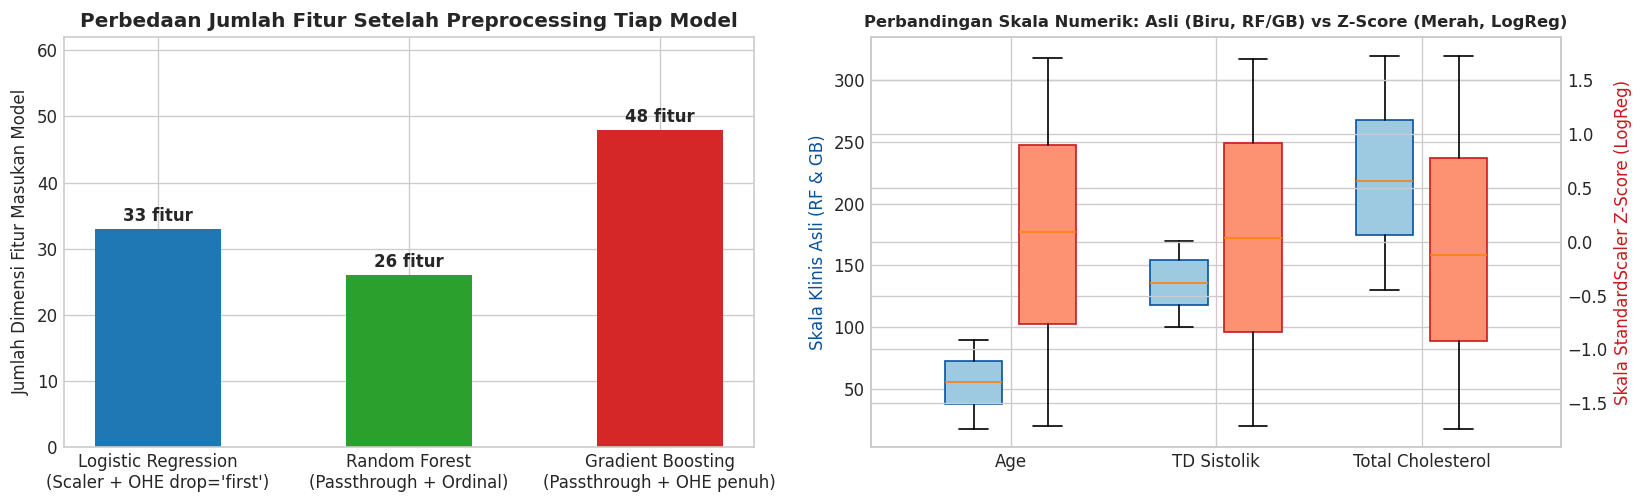 Perbedaan Jumlah Fitur Setelah Preprocessing Tiap Model
Jumlah Dimensi Fitur Masukan Model
60
50
40
30
20
10
0
33 fitur
26 fitur
48 fitur
Logistic Regression
(Scaler + OHE drop='first')
Random Forest
(Passthrough + Ordinal)
Gradient Boosting
(Passthrough + OHE penuh)
Perbandingan Skala Numerik: Asli (Biru, RF/GB) vs Z-Score (Merah, LogReg)
Skala Klinis Asli (RF & GB)
300
250
200
150
100
50
Age
TD Sistolik
Total Cholesterol
1.5
1.0
0.5
0.0
−0.5
−1.0
−1.5
Skala StandardScaler Z-Score (LogReg)